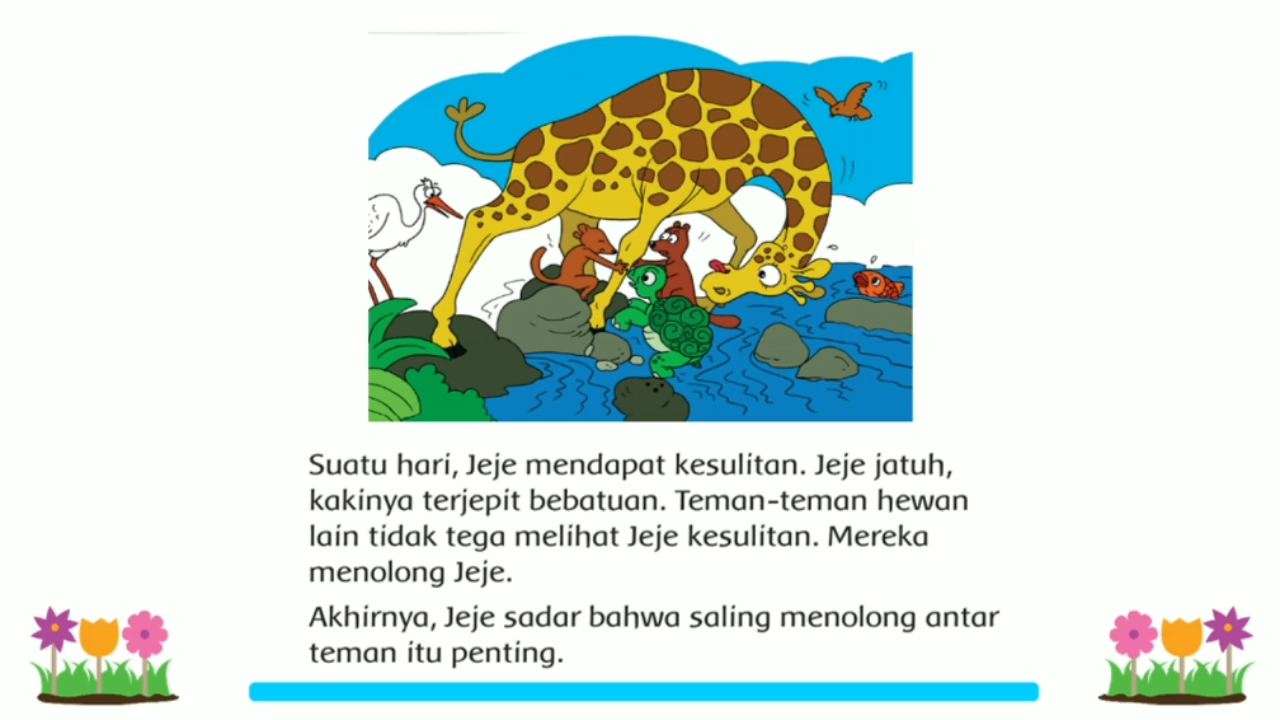 Suatu hari, Jeje mendapat kesulitan. Jeje jatuh,
kakinya terjepit bebatuan. Teman-teman hewan
lain tidak tega melihat Jeje kesulitan. Mereka
menolong Jeje.
Akhirnya, Jeje sadar bahwa saling menolong antar
teman itu penting.